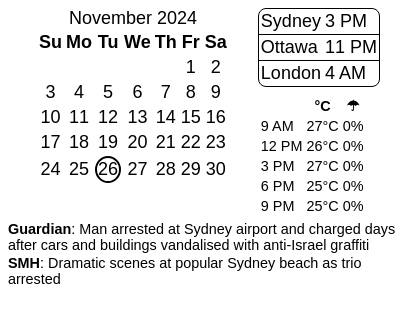 November 2024
Su Mo Tu We Th Fr Sa
1 2
3 4 5 6 7 8 9
10 11 12 13 14 15 16
17 18 19 20 21 22 23
24 25 26 27 28 29 30
Sydney 3 PM
Ottawa 11 PM
London 4 AM
°C ☂
9 AM 27°C 0%
12 PM 26°C 0%
3 PM 27°C 0%
6 PM 25°C 0%
9 PM 25°C 0%
Guardian: Man arrested at Sydney airport and charged days
after cars and buildings vandalised with anti-Israel graffiti
SMH: Dramatic scenes at popular Sydney beach as trio
arrested